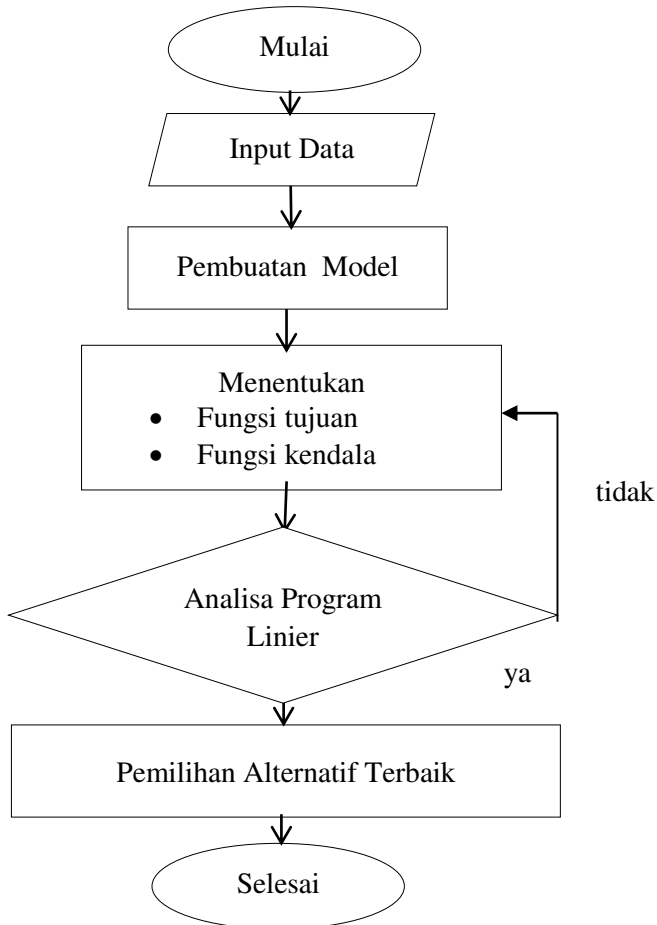 Mulai
Input Data
Pembuatan Model
Menentukan
• Fungsi tujuan
• Fungsi kendala
tidak
Analisa Program
Linier
ya
Pemilihan Alternatif Terbaik
Selesai